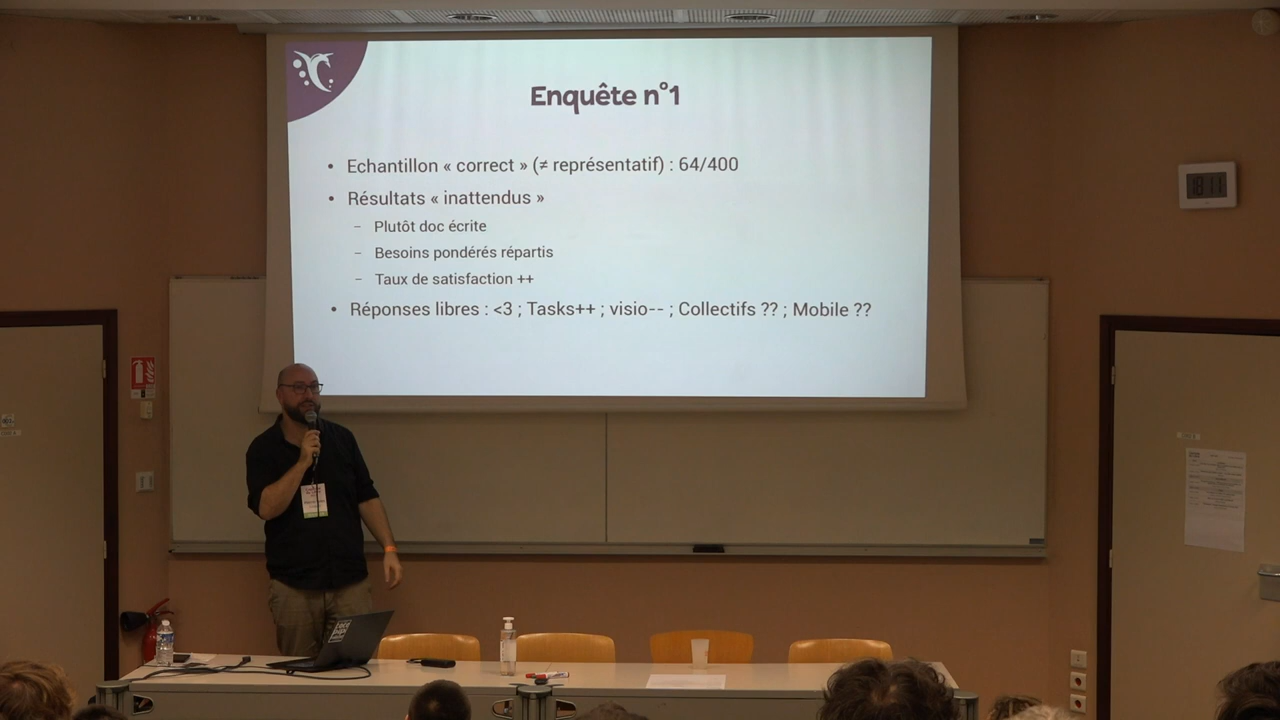 Enquête n°1
• Echantillon « correct » (≠ représentatif) : 64/400
• Résultats « inattendus »
– Plutôt doc écrite
– Besoins pondérés répartis
– Taux de satisfaction ++
• Réponses libres : <3 ; Tasks++ ; visio-- ; Collectifs ?? ; Mobile ??